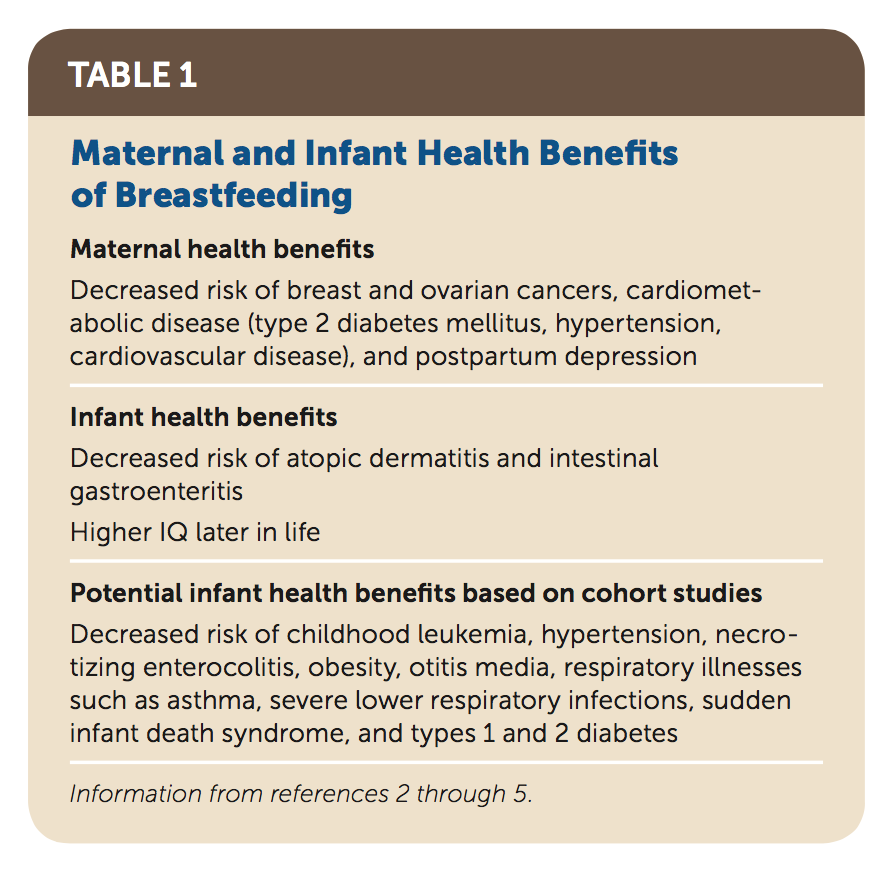 TABLE 1
Maternal and Infant Health Benefits
of Breastfeeding
Maternal health benefits
Decreased risk of breast and ovarian cancers, cardiomet-
abolic disease (type 2 diabetes mellitus, hypertension,
cardiovascular disease), and postpartum depression
Infant health benefits
Decreased risk of atopic dermatitis and intestinal
gastroenteritis
Higher IQ later in life
Potential infant health benefits based on cohort studies
Decreased risk of childhood leukemia, hypertension, necro-
tizing enterocolitis, obesity, otitis media, respiratory illnesses
such as asthma, severe lower respiratory infections, sudden
infant death syndrome, and types 1 and 2 diabetes
Information from references 2 through 5.